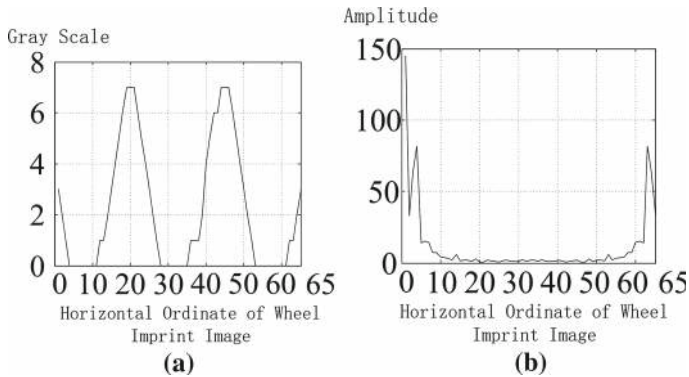 Gray Scale
8
6
4
2
0
0 10 20 30 40 50 60 65
Horizontal Ordinate of Wheel
Imprint Image
(a)
Amplitude
150
100
50
0
0 10 20 30 40 50 60 65
Horizontal Ordinate of Wheel
Imprint Image
(b)